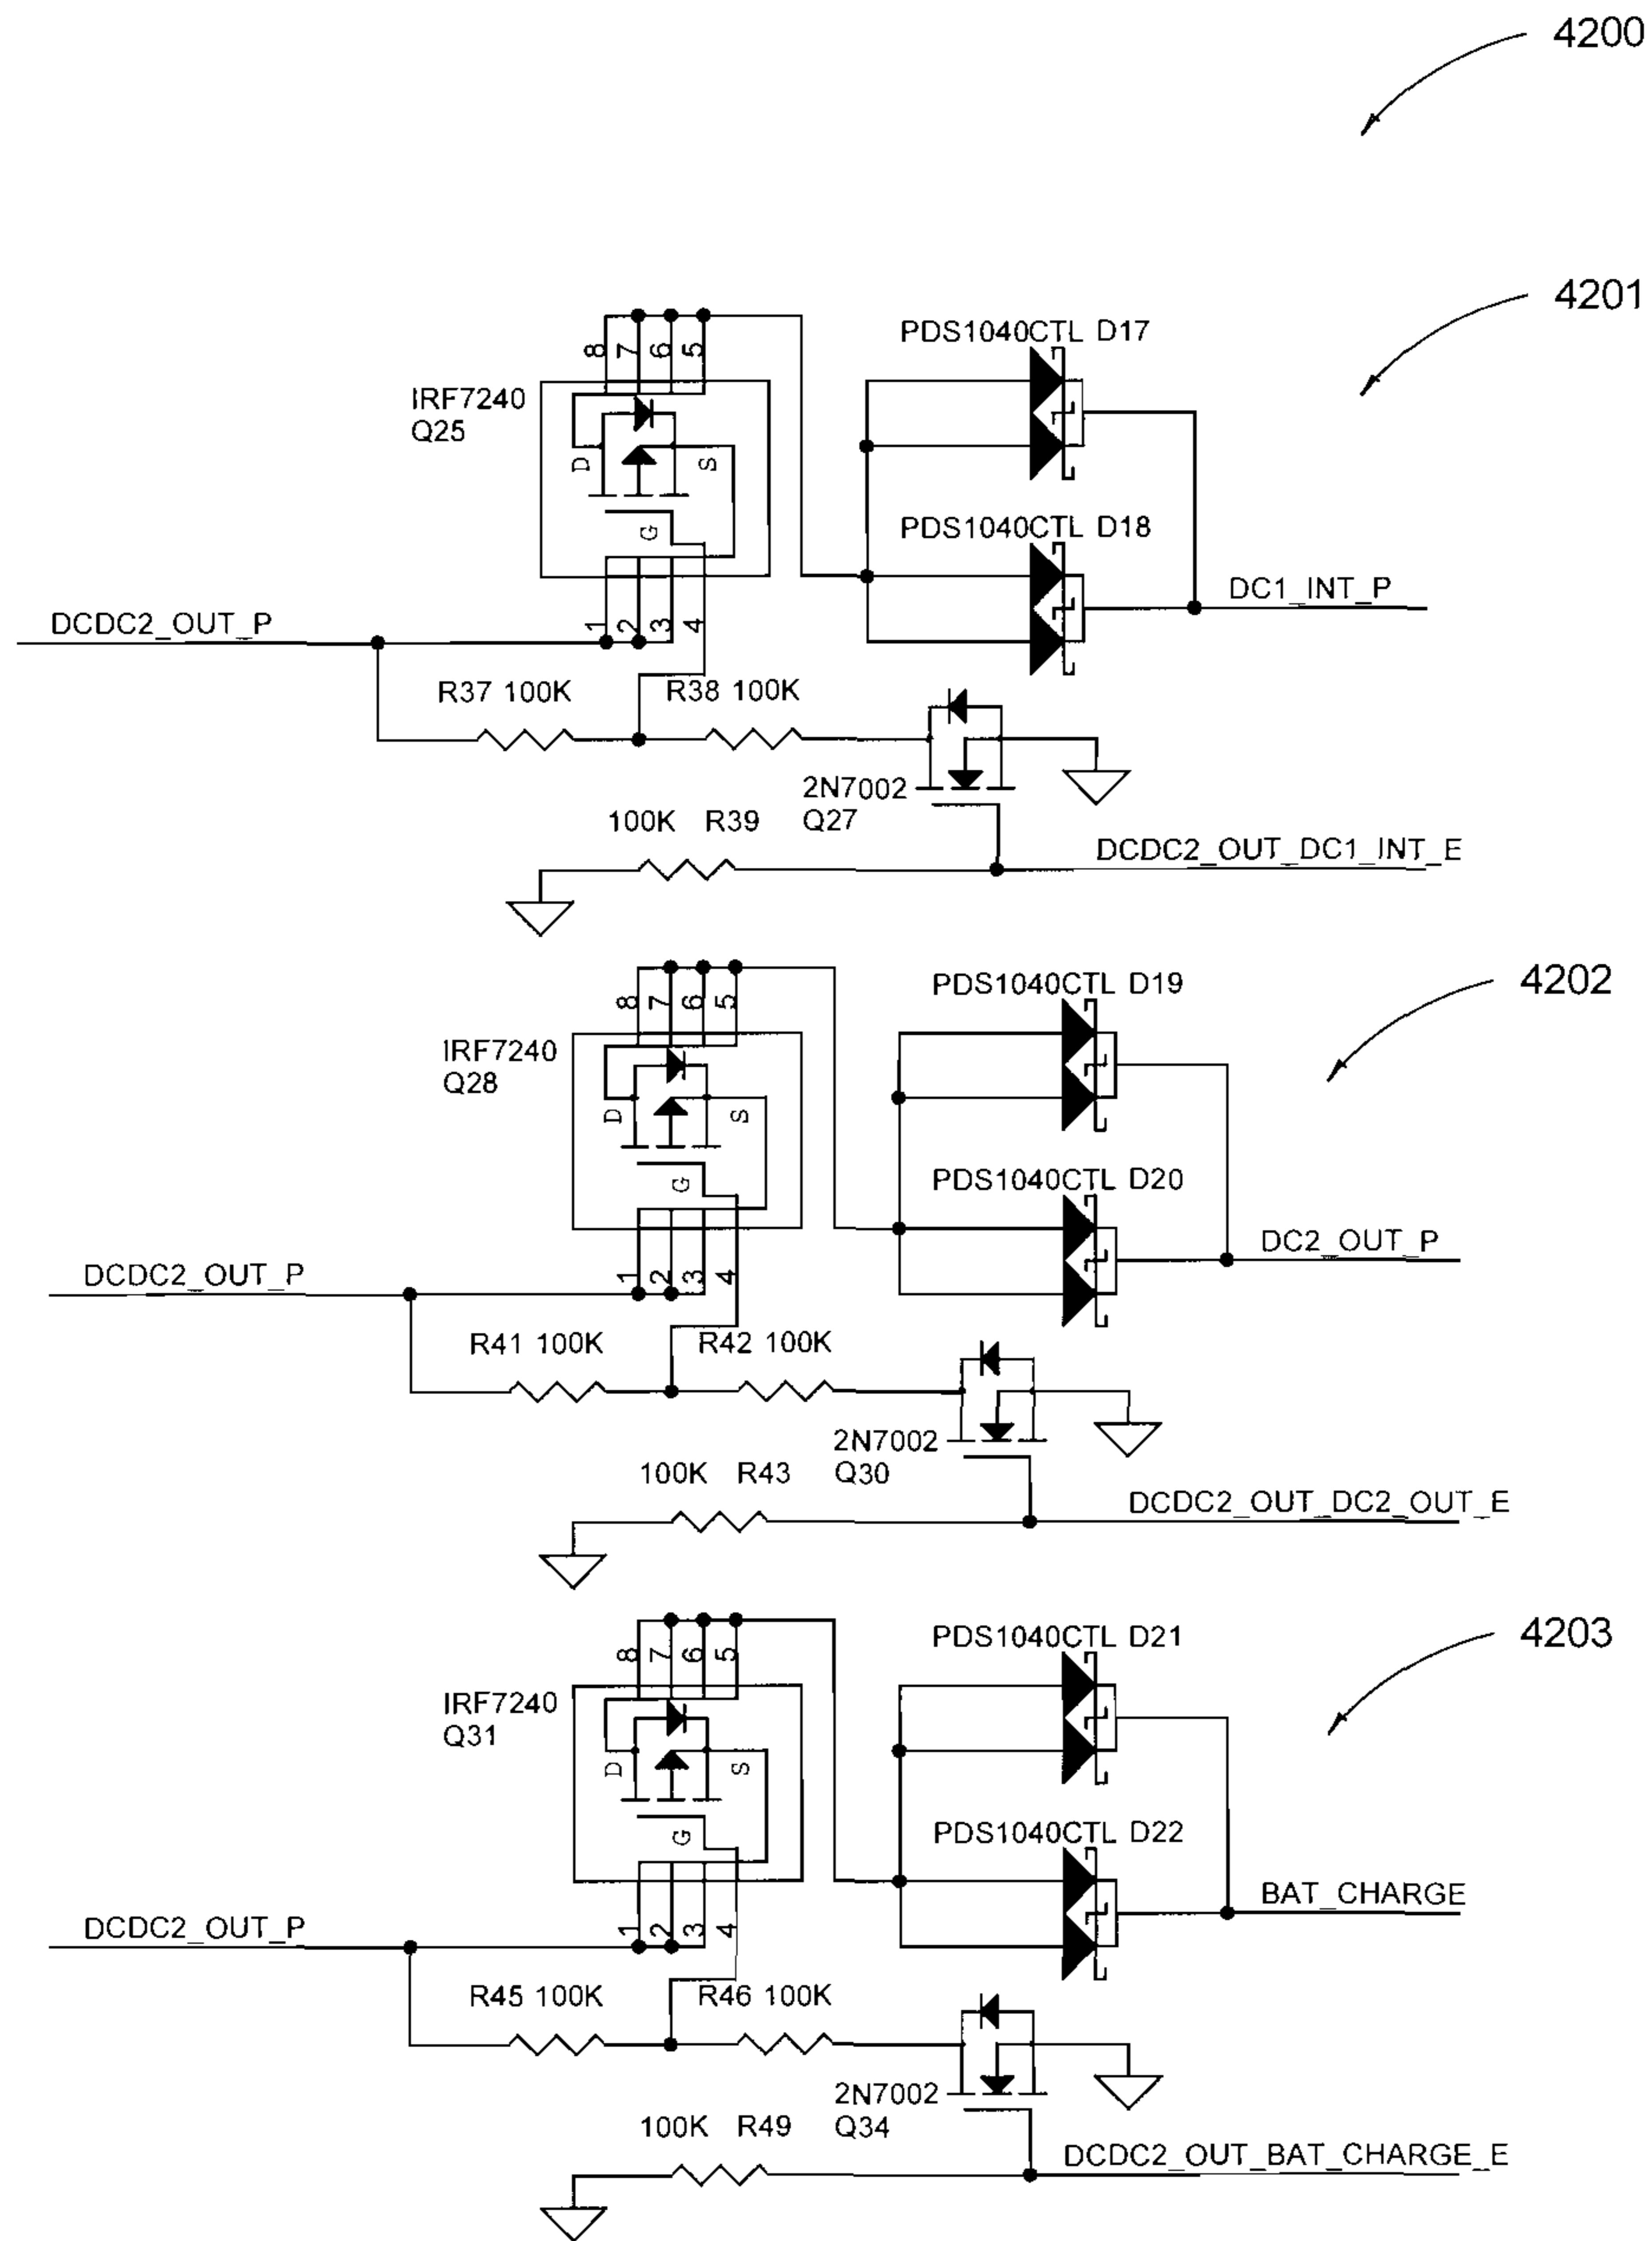 4200
4201
PDS1040CTL D17
8 7 6 5
IRF7240
Q25
D S
G
PDS1040CTL D18
DC1_INT_P
DCDC2_OUT_P
1 2 3 4
R37 100K R38 100K
2N7002
Q27
100K R39
DCDC2_OUT_DC1_INT_E
4202
PDS1040CTL D19
8 7 6 5
IRF7240
Q28
D S
G
PDS1040CTL D20
DC2_OUT_P
DCDC2_OUT_P
1 2 3 4
R41 100K R42 100K
2N7002
Q30
100K R43
DCDC2_OUT_DC2_OUT_E
4203
PDS1040CTL D21
8 7 6 5
IRF7240
Q31
D S
G
PDS1040CTL D22
BAT_CHARGE
DCDC2_OUT_P
1 2 3 4
R45 100K R46 100K
2N7002
Q34
100K R49
DCDC2_OUT_BAT_CHARGE_E